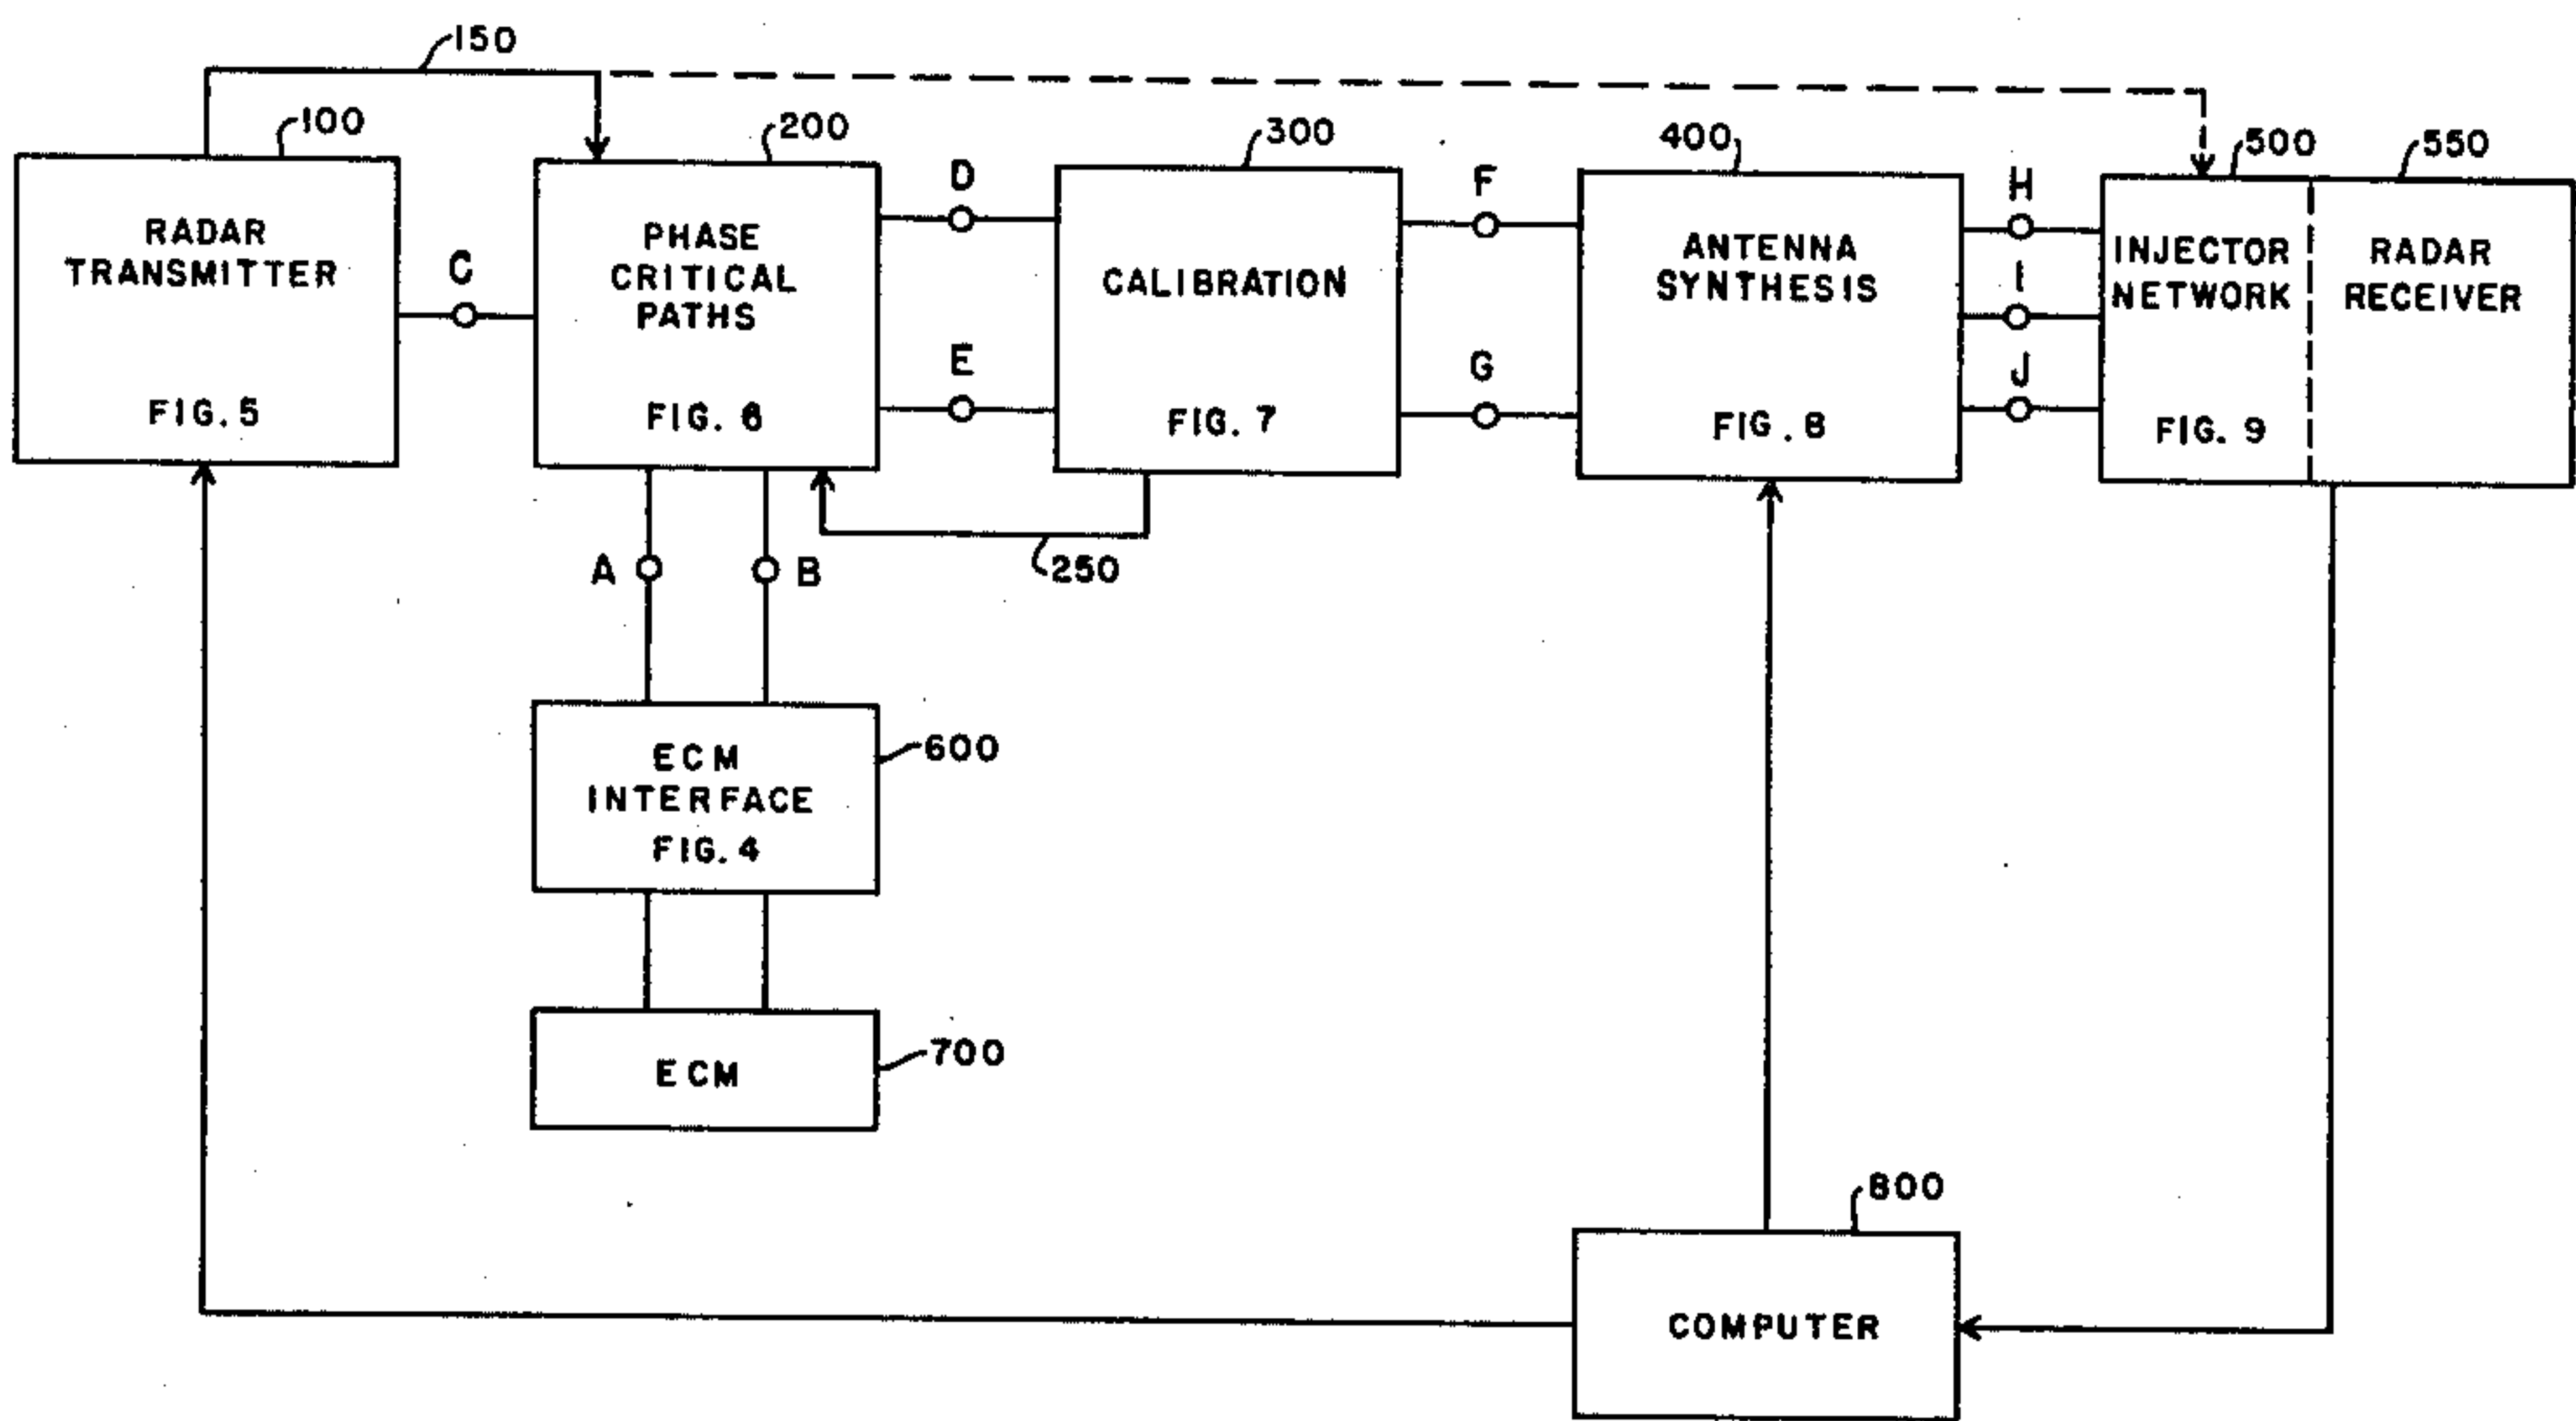 150
100
200
300
400
500
550
RADAR
TRANSMITTER
FIG. 5
C
PHASE
CRITICAL
PATHS
FIG. 6
D
E
CALIBRATION
FIG. 7
F
G
ANTENNA
SYNTHESIS
FIG. 8
H
I
J
INJECTOR
NETWORK
FIG. 9
RADAR
RECEIVER
250
A
B
ECM
INTERFACE
FIG. 4
600
ECM
700
800
COMPUTER